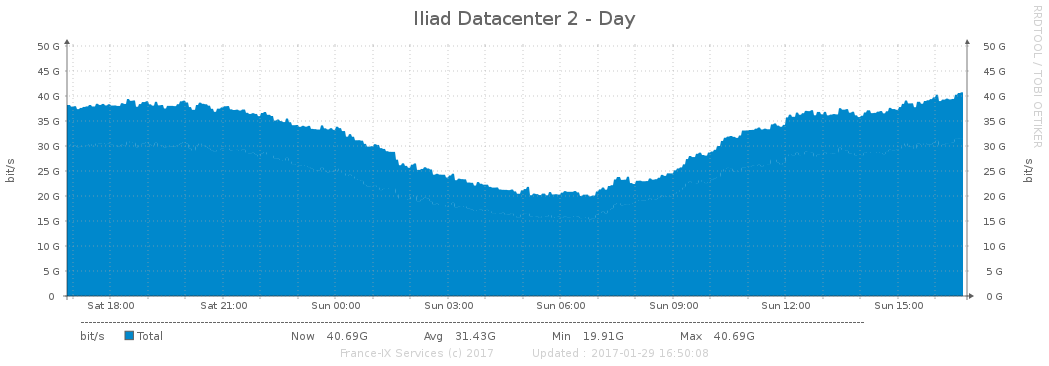 Iliad Datacenter 2 - Day
RRDTOOL / TOBI OETIKER
50 G 50 G
45 G 45 G
40 G 40 G
35 G 35 G
30 G 30 G
25 G 25 G
20 G 20 G
15 G 15 G
10 G 10 G
5 G 5 G
0 0 G
bit/s bit/s
Sat 18:00 Sat 21:00 Sun 00:00 Sun 03:00 Sun 06:00 Sun 09:00 Sun 12:00 Sun 15:00
bit/s Total Now 40.69G Avg 31.43G Min 19.91G Max 40.69G
France-IX Services (c) 2017 Updated : 2017-01-29 16:50:08